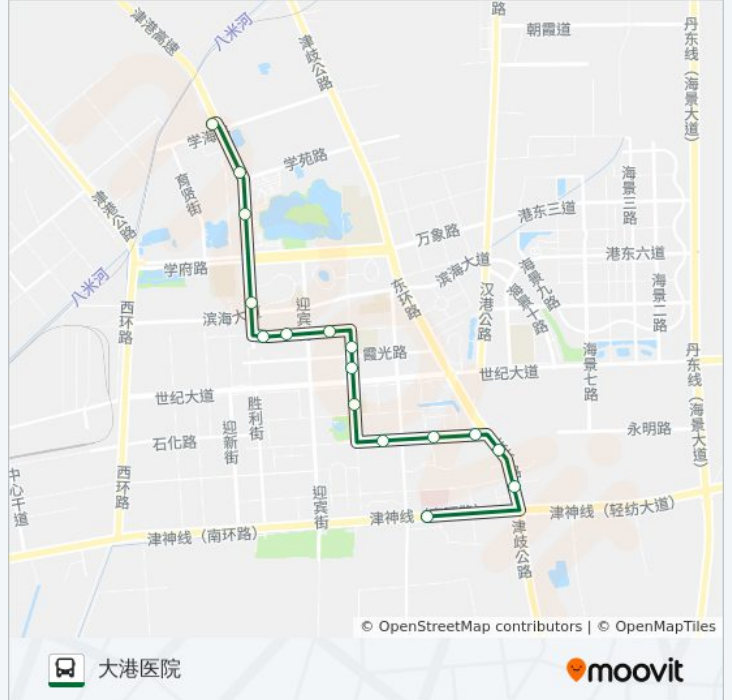 津港高速
八米河
津歧公路
路
朝霞道
丹东线（海景大道）
学海
学苑路
育贤街
津港公路
海景三路
港东三道
万象路
港东六道
滨海大道
学府路
八米河
东环路
汉港公路
海景九路
海景十路
海景二路
西环路
迎宾
滨海大
霞光路
海景七路
丹东线（海景大道）
世纪大道
世纪大道
胜利街
迎新街
石化路
永明路
中心干道
西环路
迎宾街
津神线
津神线（轻纺大道）
津神线（南环路）
津歧公路
© OpenStreetMap contributors | © OpenMapTiles
大港医院
moovit